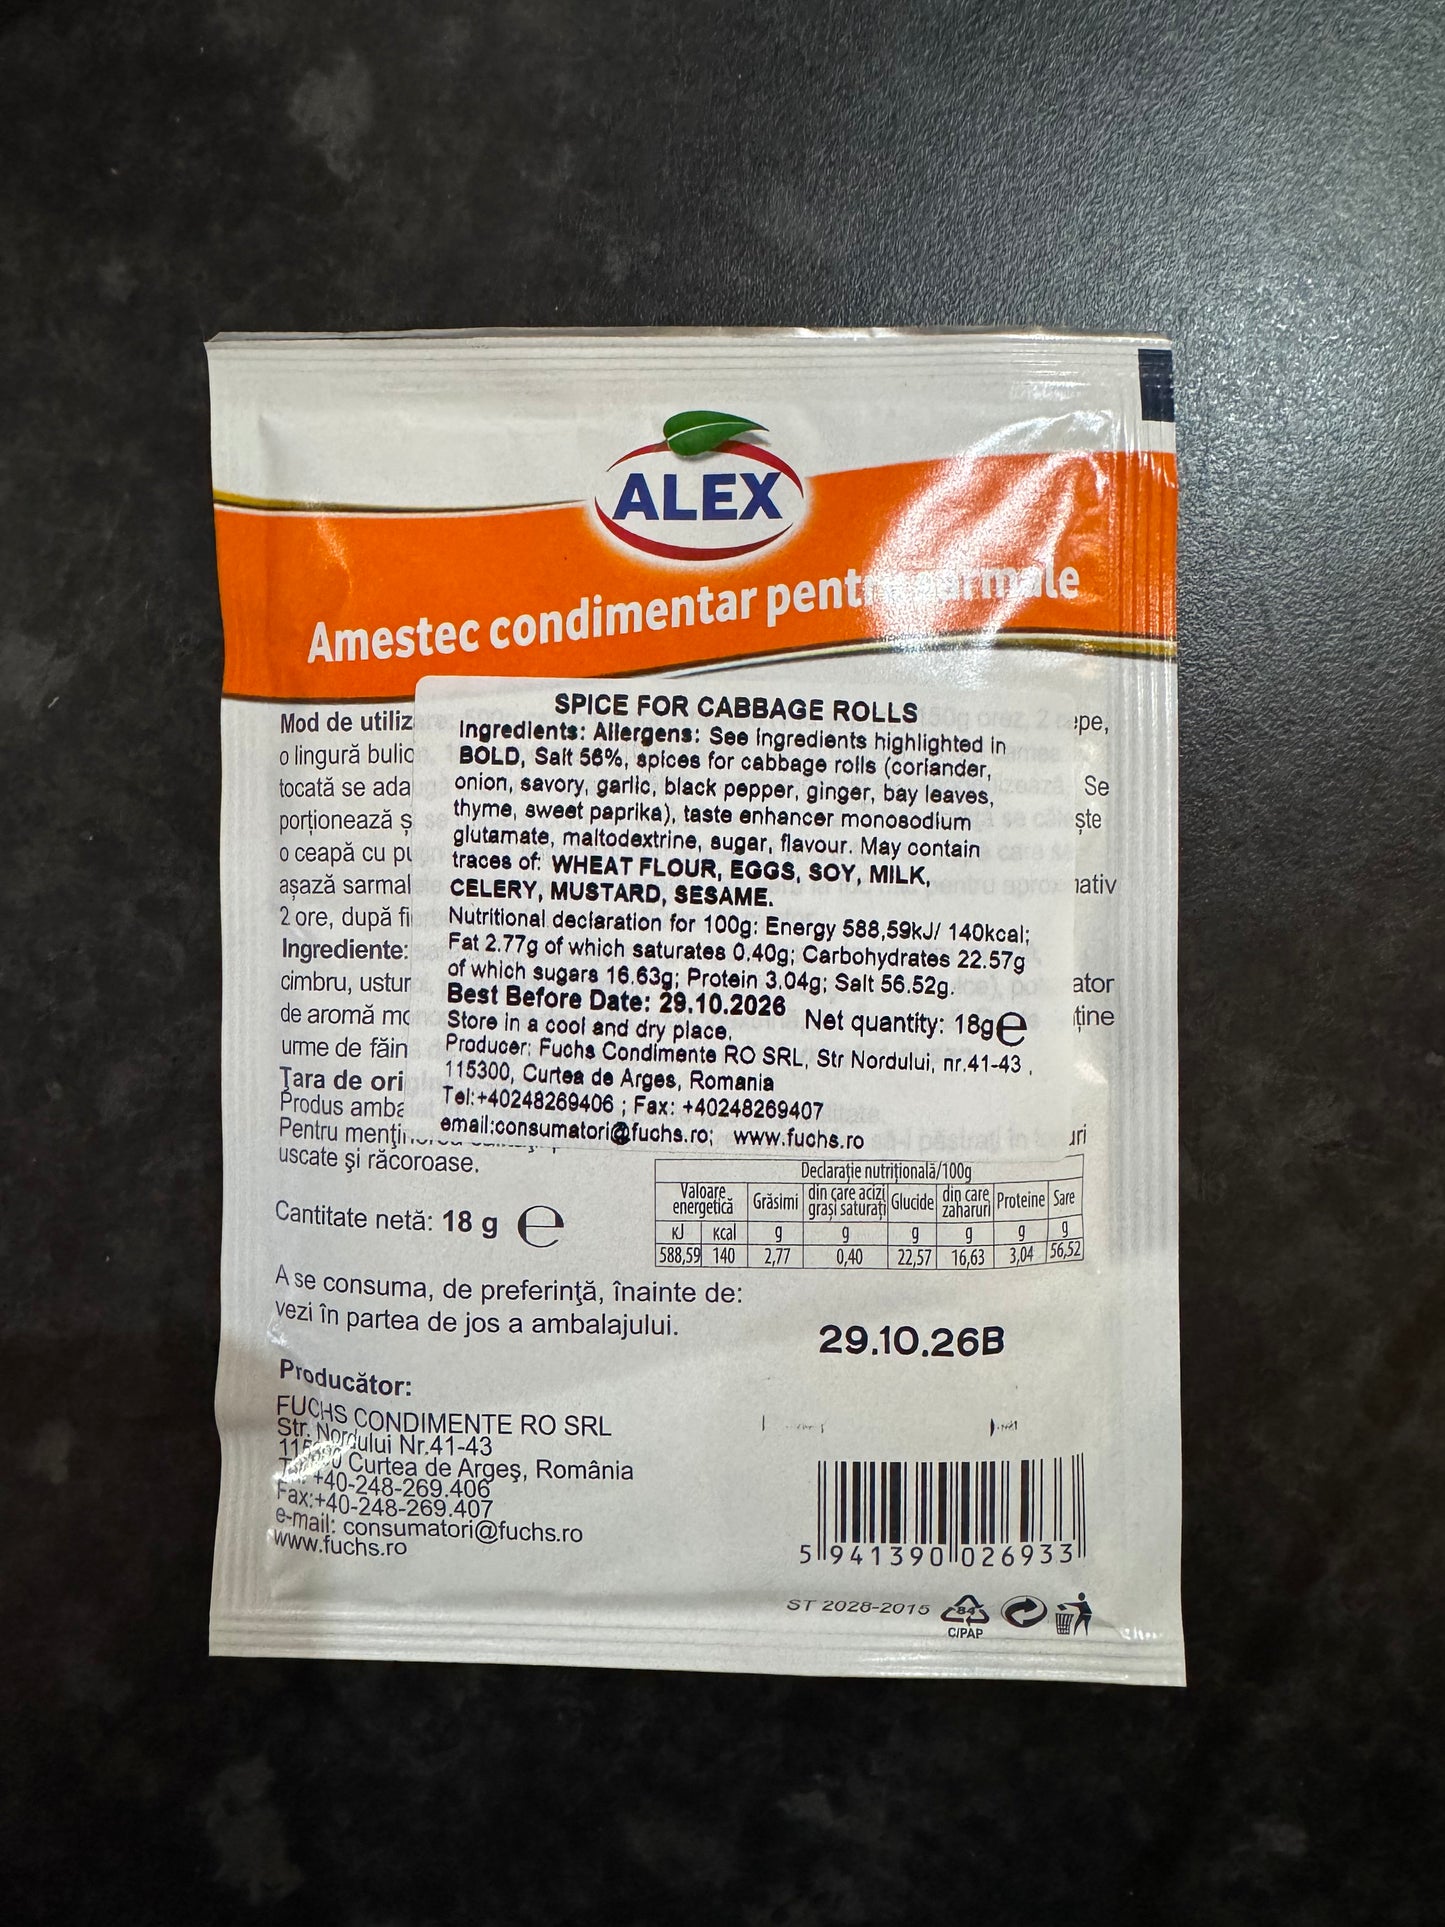 ALEX
Amestec condimentar pentru sarmale
SPICE FOR CABBAGE ROLLS
Ingredients: Allergens: See ingredients highlighted in
BOLD, Salt 56%, spices for cabbage rolls (coriander,
onion, savory, garlic, black pepper, ginger, bay leaves,
thyme, sweet paprika), taste enhancer monosodium
glutamate, maltodextrine, sugar, flavour. May contain
traces of: WHEAT FLOUR, EGGS, SOY, MILK,
CELERY, MUSTARD, SESAME.
Nutritional declaration for 100g: Energy 588,59kJ/ 140kcal;
Fat 2.77g of which saturates 0.40g; Carbohydrates 22.57g
of which sugars 16.63g; Protein 3.04g; Salt 56.52g.
Best Before Date: 29.10.2026 Net quantity: 18g e
Store in a cool and dry place.
Producer: Fuchs Condimente RO SRL, Str Nordului, nr.41-43 ,
115300, Curtea de Arges, Romania
Tel:+40248269406 ; Fax: +40248269407
email:consumatori@fuchs.ro; www.fuchs.ro
Mod de
o lingură
tocată se
porționează
o ceapă cu
așază
2 ore, după
Ingrediente:
cimbru,
de aromă
urme de
Țara de
Produs
Pentru
Se
uscate și răcoroase.
Cantitate netă: 18 g e
Declarație nutrițională/100g
Valoare energetică Grăsimi din care acizi grași saturați Glucide din care zaharuri Proteine Sare
kJ kcal g g g g g g
588,59 140 2,77 0,40 22,57 16,63 3,04 56,52
A se consuma, de preferință, înainte de:
vezi în partea de jos a ambalajului.
29.10.26B
Producător:
FUCHS CONDIMENTE RO SRL
Str. Nordului Nr.41-43
Curtea de Argeș, România
+40-248-269.406
Fax:+40-248-269.407
e-mail: consumatori@fuchs.ro
www.fuchs.ro
5 941390 026933
ST 2028-2015
84
C/PAP